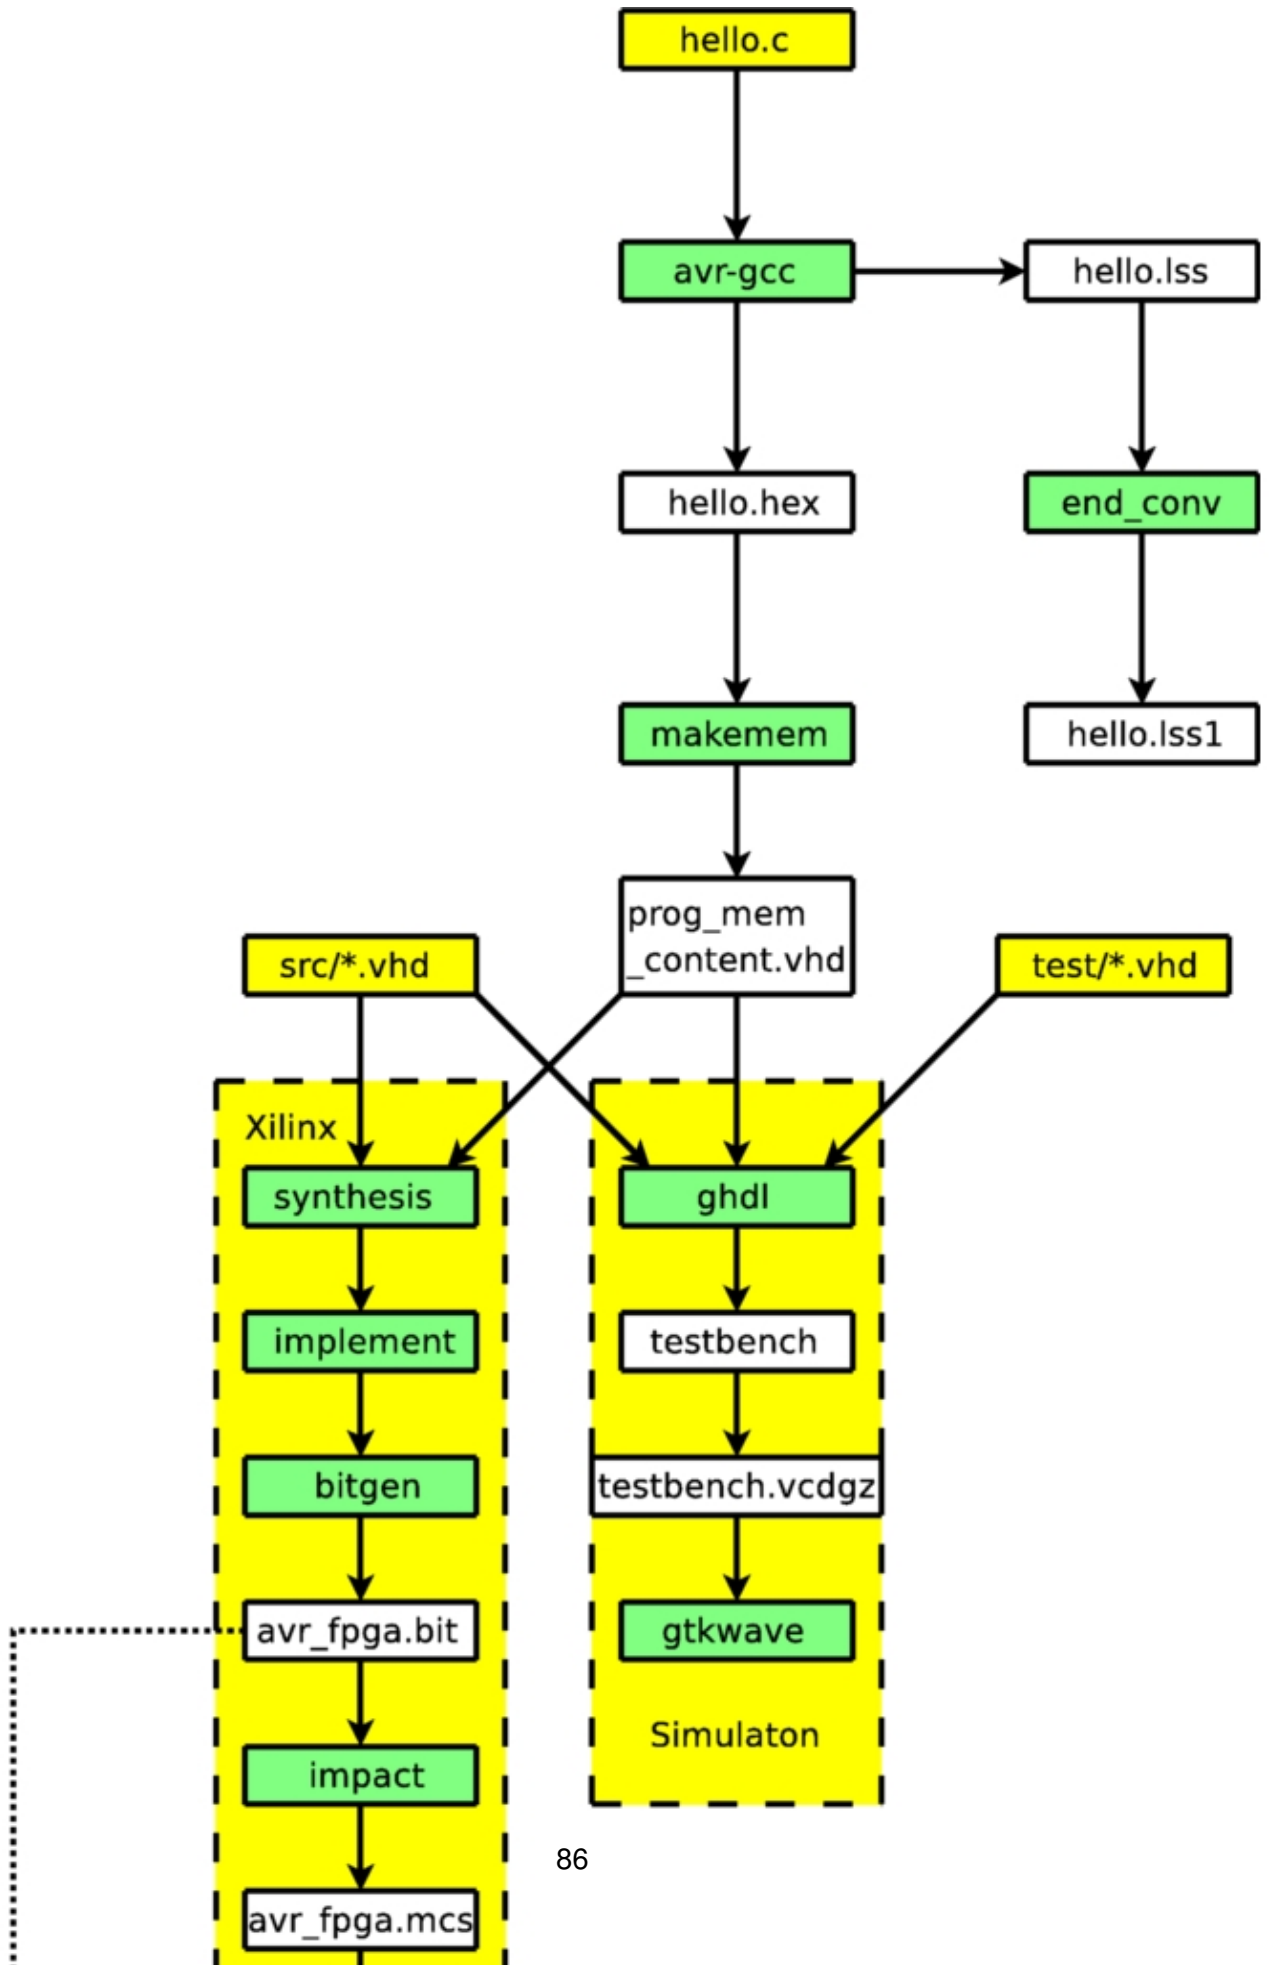 hello.c
avr-gcc
hello.lss
hello.hex
end_conv
makemem
hello.lss1
prog_mem
_content.vhd
src/*.vhd
test/*.vhd
Xilinx
synthesis
ghdl
implement
testbench
bitgen
testbench.vcdgz
avr_fpga.bit
gtkwave
Simulaton
impact
86
avr_fpga.mcs